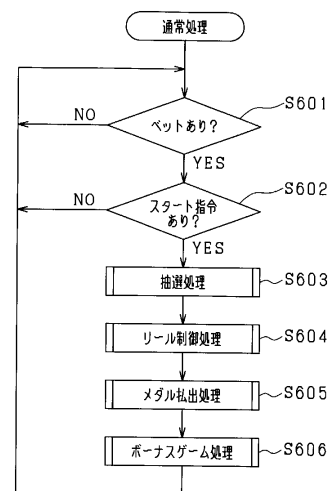 通常処理
ベットあり?
S601
NO
YES
スタート指令
あり?
S602
NO
YES
抽選処理
S603
リール制御処理
S604
メダル払出処理
S605
ボーナスゲーム処理
S606